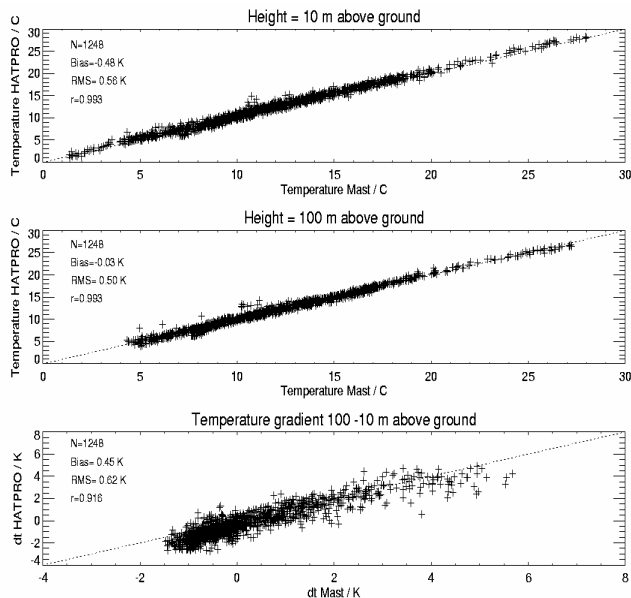 Height = 10 m above ground
Temperature HATPRO / C
30
25
20
15
10
5
0
N=1248
Bias=-0.48 K
RMS= 0.56 K
r=0.993
0 5 10 15 20 25 30
Temperature Mast / C
Height = 100 m above ground
Temperature HATPRO / C
30
25
20
15
10
5
0
N=1248
Bias=-0.03 K
RMS= 0.50 K
r=0.993
0 5 10 15 20 25 30
Temperature Mast / C
Temperature gradient 100 -10 m above ground
dt HATPRO / K
8
6
4
2
0
-2
-4
N=1248
Bias= 0.45 K
RMS= 0.62 K
r=0.916
-4 -2 0 2 4 6 8
dt Mast / K